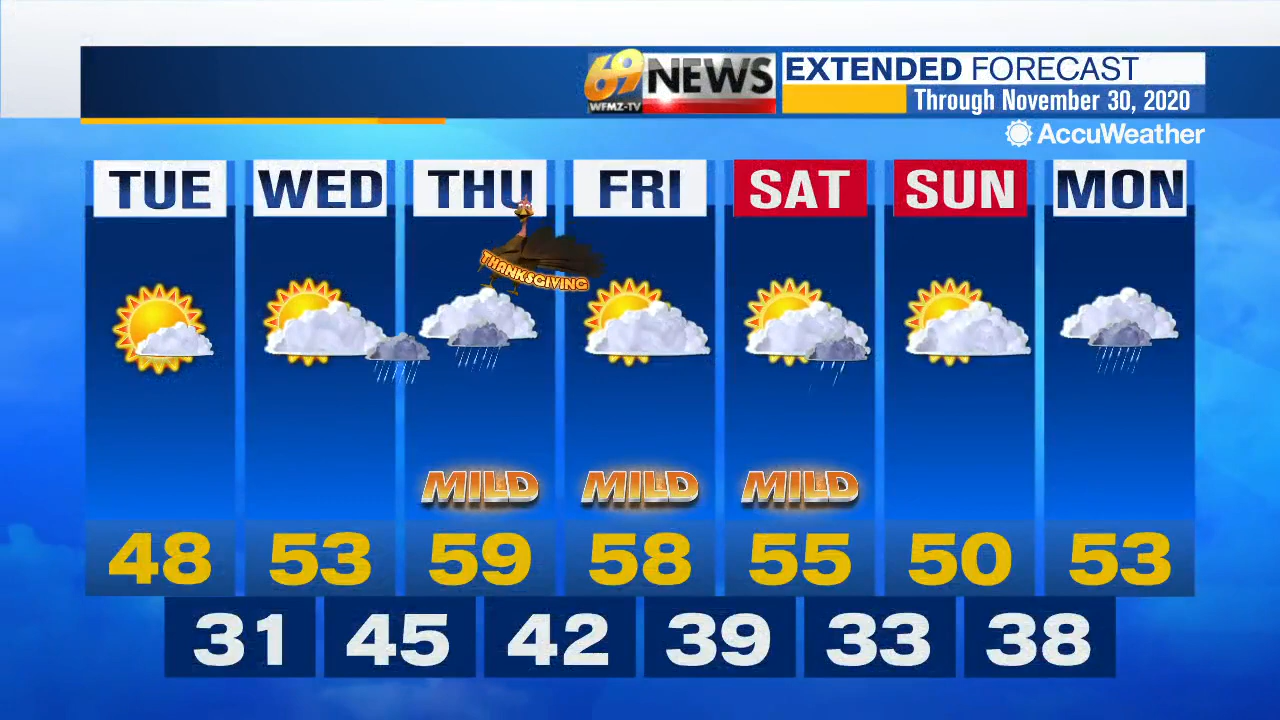 69 NEWS
WFMZ-TV
EXTENDED FORECAST
Through November 30, 2020
AccuWeather
TUE WED THU FRI SAT SUN MON
THANKSGIVING
MILD MILD MILD
48 53 59 58 55 50 53
31 45 42 39 33 38